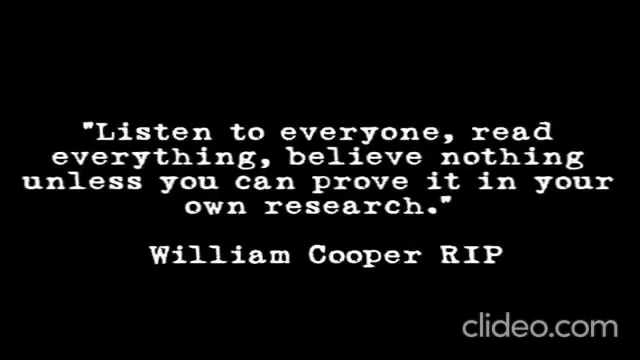 "Listen to everyone, read
everything, believe nothing
unless you can prove it in your
own research."
William Cooper RIP
clideo.com